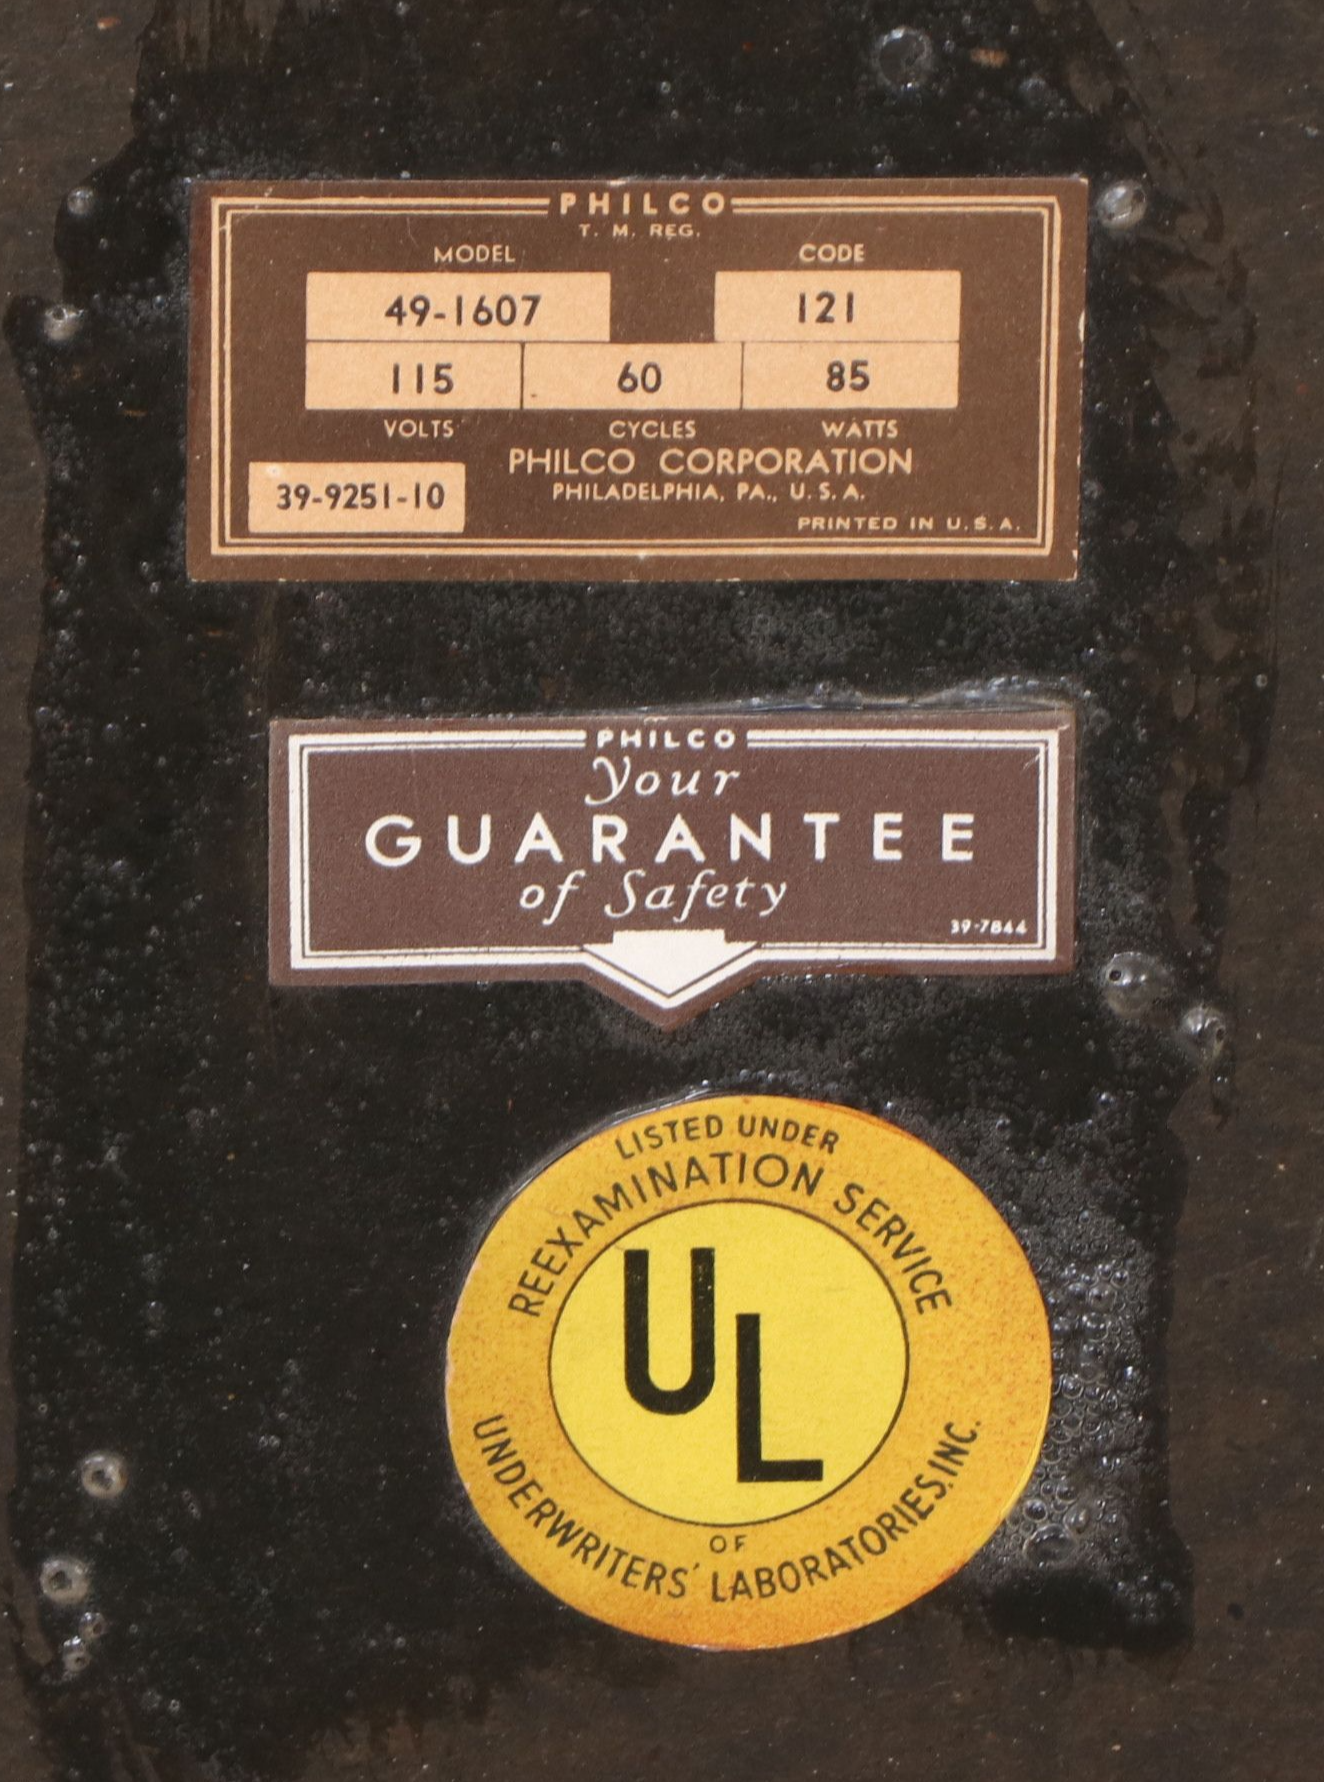 PHILCO
T. M. REG.
MODEL CODE
49-1607 121
115 60 85
VOLTS CYCLES WATTS
PHILCO CORPORATION
PHILADELPHIA, PA., U. S. A.
39-9251-10
PRINTED IN U. S. A.
PHILCO
Your
GUARANTEE
of Safety
39-7844
LISTED UNDER
REEXAMINATION SERVICE
UL
OF
UNDERWRITERS' LABORATORIES, INC.